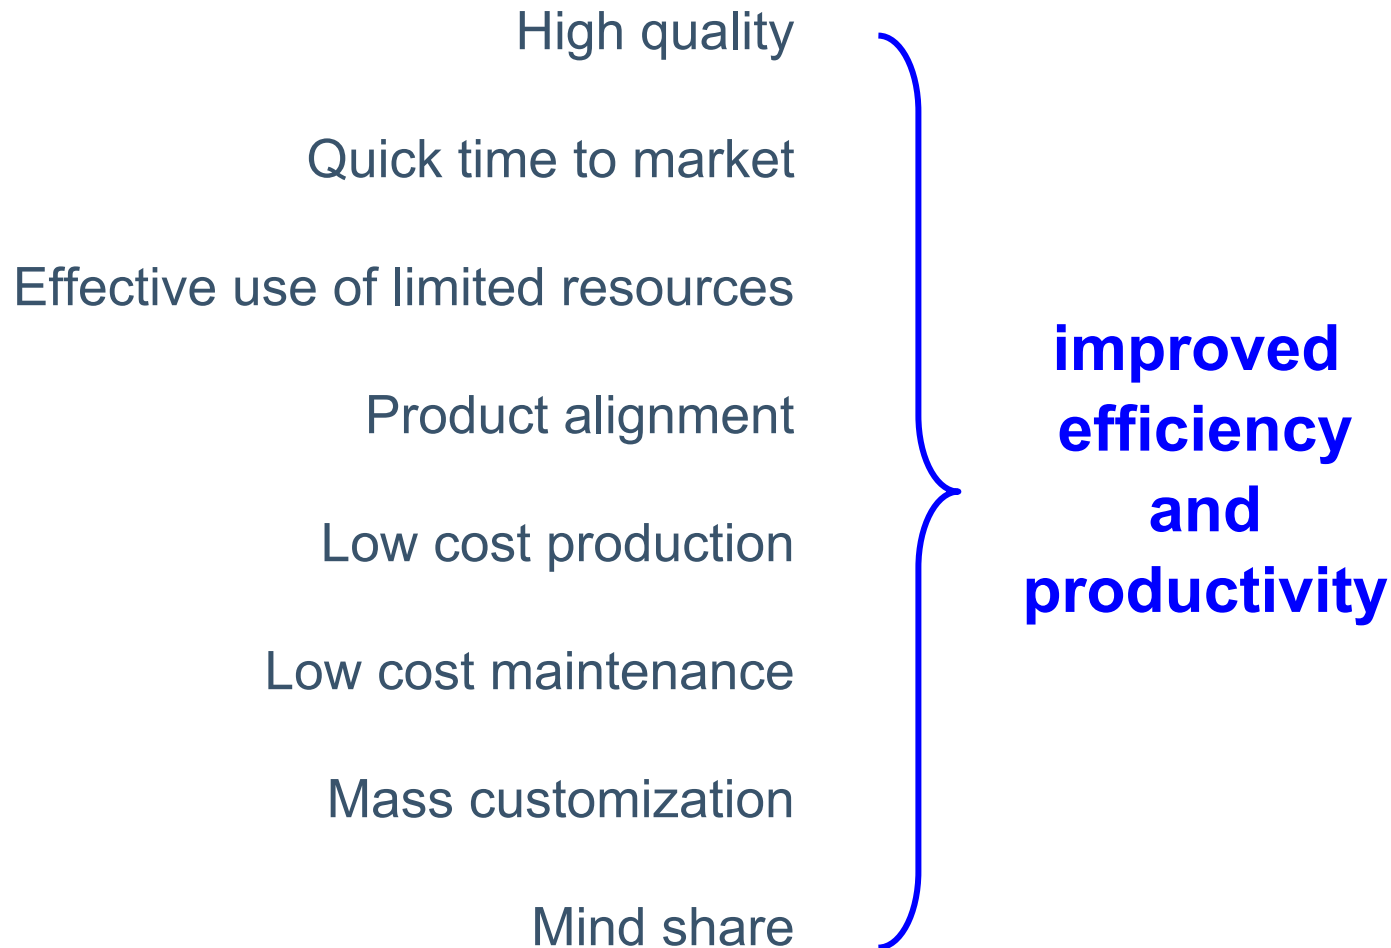 High quality
Quick time to market
Effective use of limited resources
Product alignment
Low cost production
Low cost maintenance
Mass customization
Mind share
improved
efficiency
and
productivity